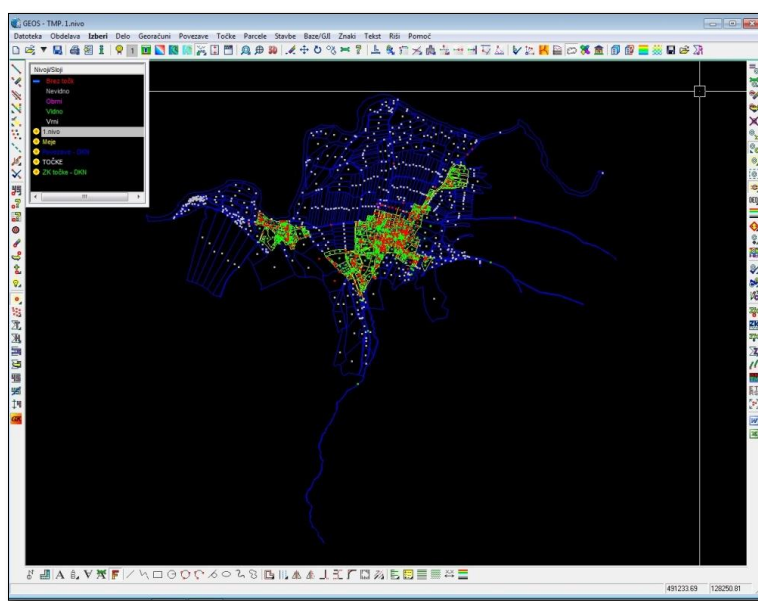 GEOS - TMP, 1.nivo
Datoteka Obdelava Izberi Delo Georačuni Povezave Točke Parcele Stavbe Baze/GJI Znaki Tekst Riši Pomoč
Nivoji/Sloji
Brez točk
Nevidno
Obrni
Vidno
Vrni
1.nivo
Meje
TOČKE
ZK točke - DKN
491233.69 128250.81